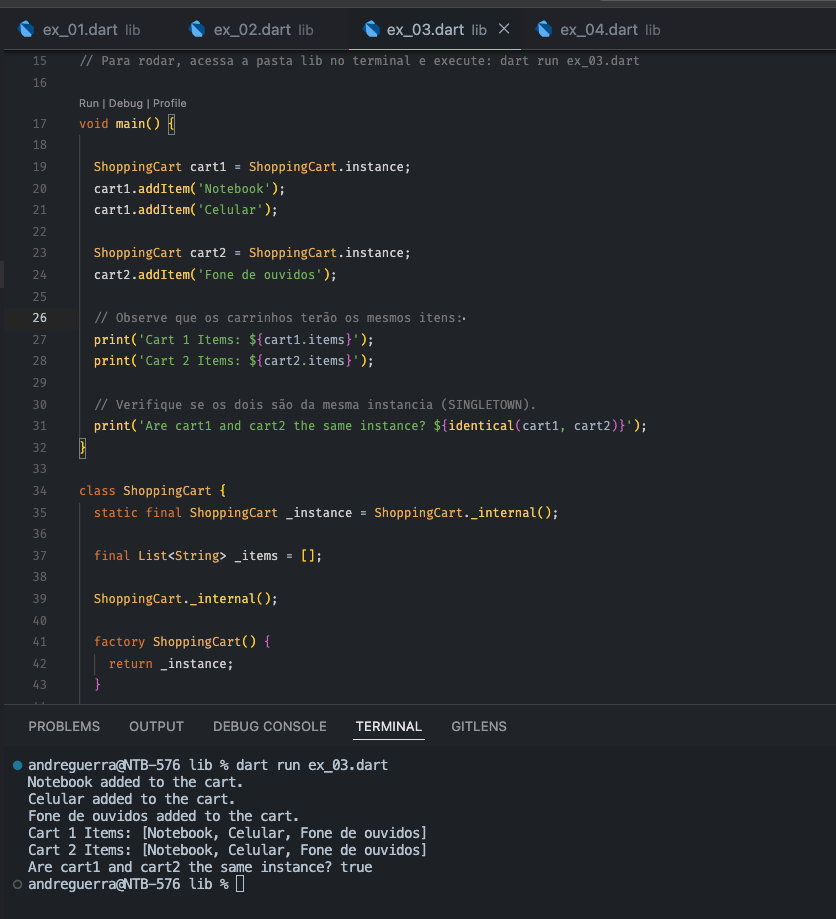 ex_01.dart lib ex_02.dart lib ex_03.dart lib ex_04.dart lib
15 // Para rodar, acessa a pasta lib no terminal e execute: dart run ex_03.dart
16
Run | Debug | Profile
17 void main() {
18
19 ShoppingCart cart1 = ShoppingCart.instance;
20 cart1.addItem('Notebook');
21 cart1.addItem('Celular');
22
23 ShoppingCart cart2 = ShoppingCart.instance;
24 cart2.addItem('Fone de ouvidos');
25
26 // Observe que os carrinhos terão os mesmos itens:
27 print('Cart 1 Items: ${cart1.items}');
28 print('Cart 2 Items: ${cart2.items}');
29
30 // Verifique se os dois são da mesma instancia (SINGLETOWN).
31 print('Are cart1 and cart2 the same instance? ${identical(cart1, cart2)}');
32 }
33
34 class ShoppingCart {
35 static final ShoppingCart _instance = ShoppingCart._internal();
36
37 final List<String> _items = [];
38
39 ShoppingCart._internal();
40
41 factory ShoppingCart() {
42 return _instance;
43 }
PROBLEMS OUTPUT DEBUG CONSOLE TERMINAL GITLENS
andreguerra@NTB-576 lib % dart run ex_03.dart
Notebook added to the cart.
Celular added to the cart.
Fone de ouvidos added to the cart.
Cart 1 Items: [Notebook, Celular, Fone de ouvidos]
Cart 2 Items: [Notebook, Celular, Fone de ouvidos]
Are cart1 and cart2 the same instance? true
andreguerra@NTB-576 lib %